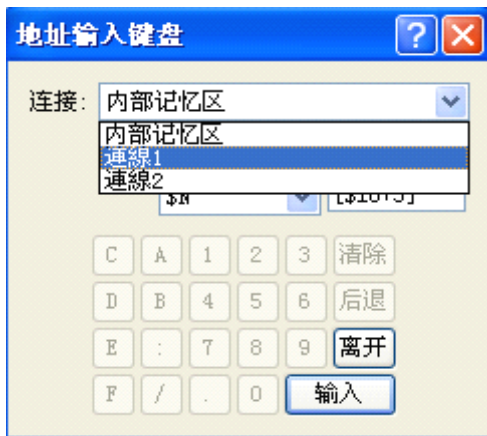 地址输入键盘
连接: 内部记忆区
内部记忆区
連線1
連線2
C A 1 2 3 清除
D B 4 5 6 后退
E : 7 8 9 离开
F / . 0 输入